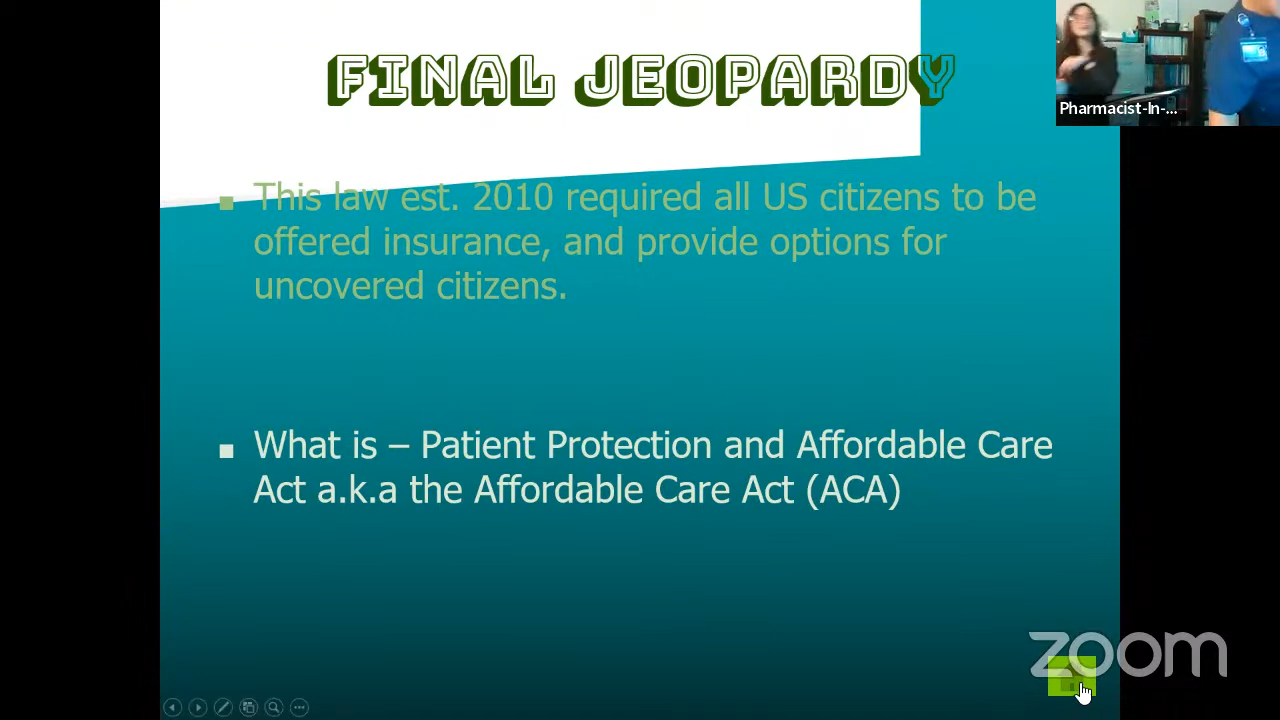 FINAL JEOPARDY
Pharmacist-In-...
This law est. 2010 required all US citizens to be
offered insurance, and provide options for
uncovered citizens.
What is – Patient Protection and Affordable Care
Act a.k.a the Affordable Care Act (ACA)
zoom